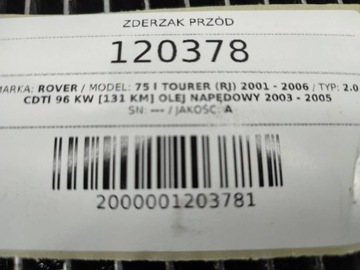 ZDERZAK PRZÓD
120378
MARKA: ROVER / MODEL: 75 I TOURER (RJ) 2001 - 2006 / TYP: 2.0
CDTI 96 KW [131 KM] OLEJ NAPĘDOWY 2003 - 2005
SN: --- / JAKOŚĆ: A
2000001203781